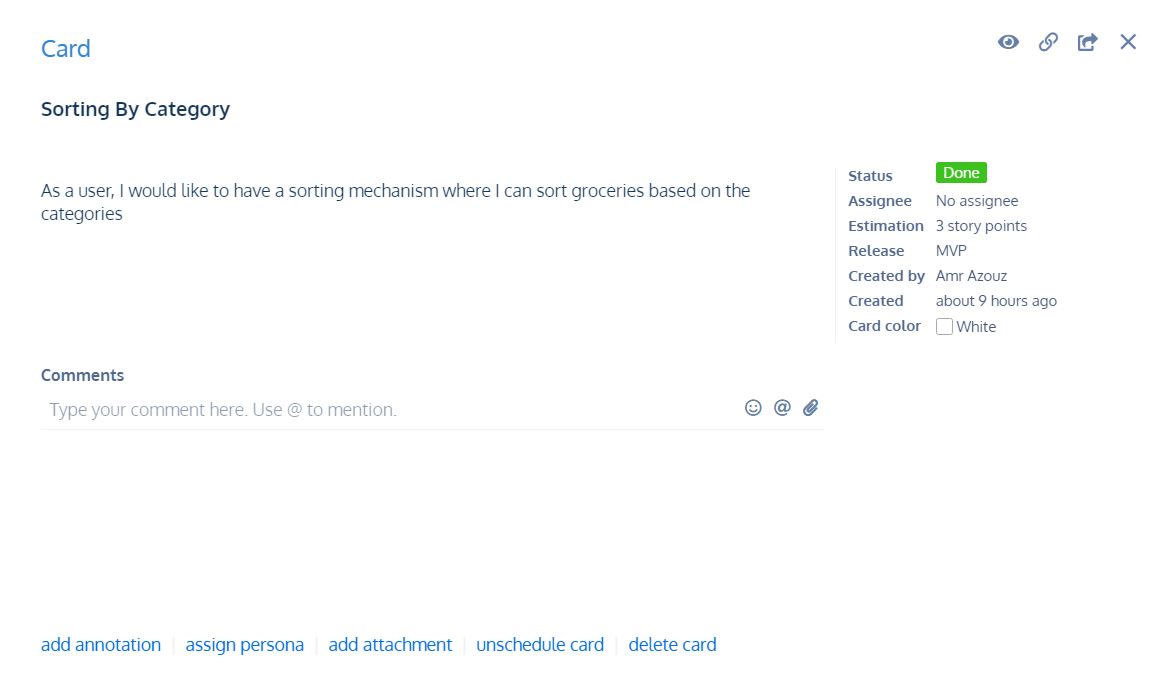 Card
Sorting By Category
As a user, I would like to have a sorting mechanism where I can sort groceries based on the
categories
Status Done
Assignee No assignee
Estimation 3 story points
Release MVP
Created by Amr Azouz
Created about 9 hours ago
Card color White
Comments
Type your comment here. Use @ to mention.
add annotation | assign persona | add attachment | unschedule card | delete card